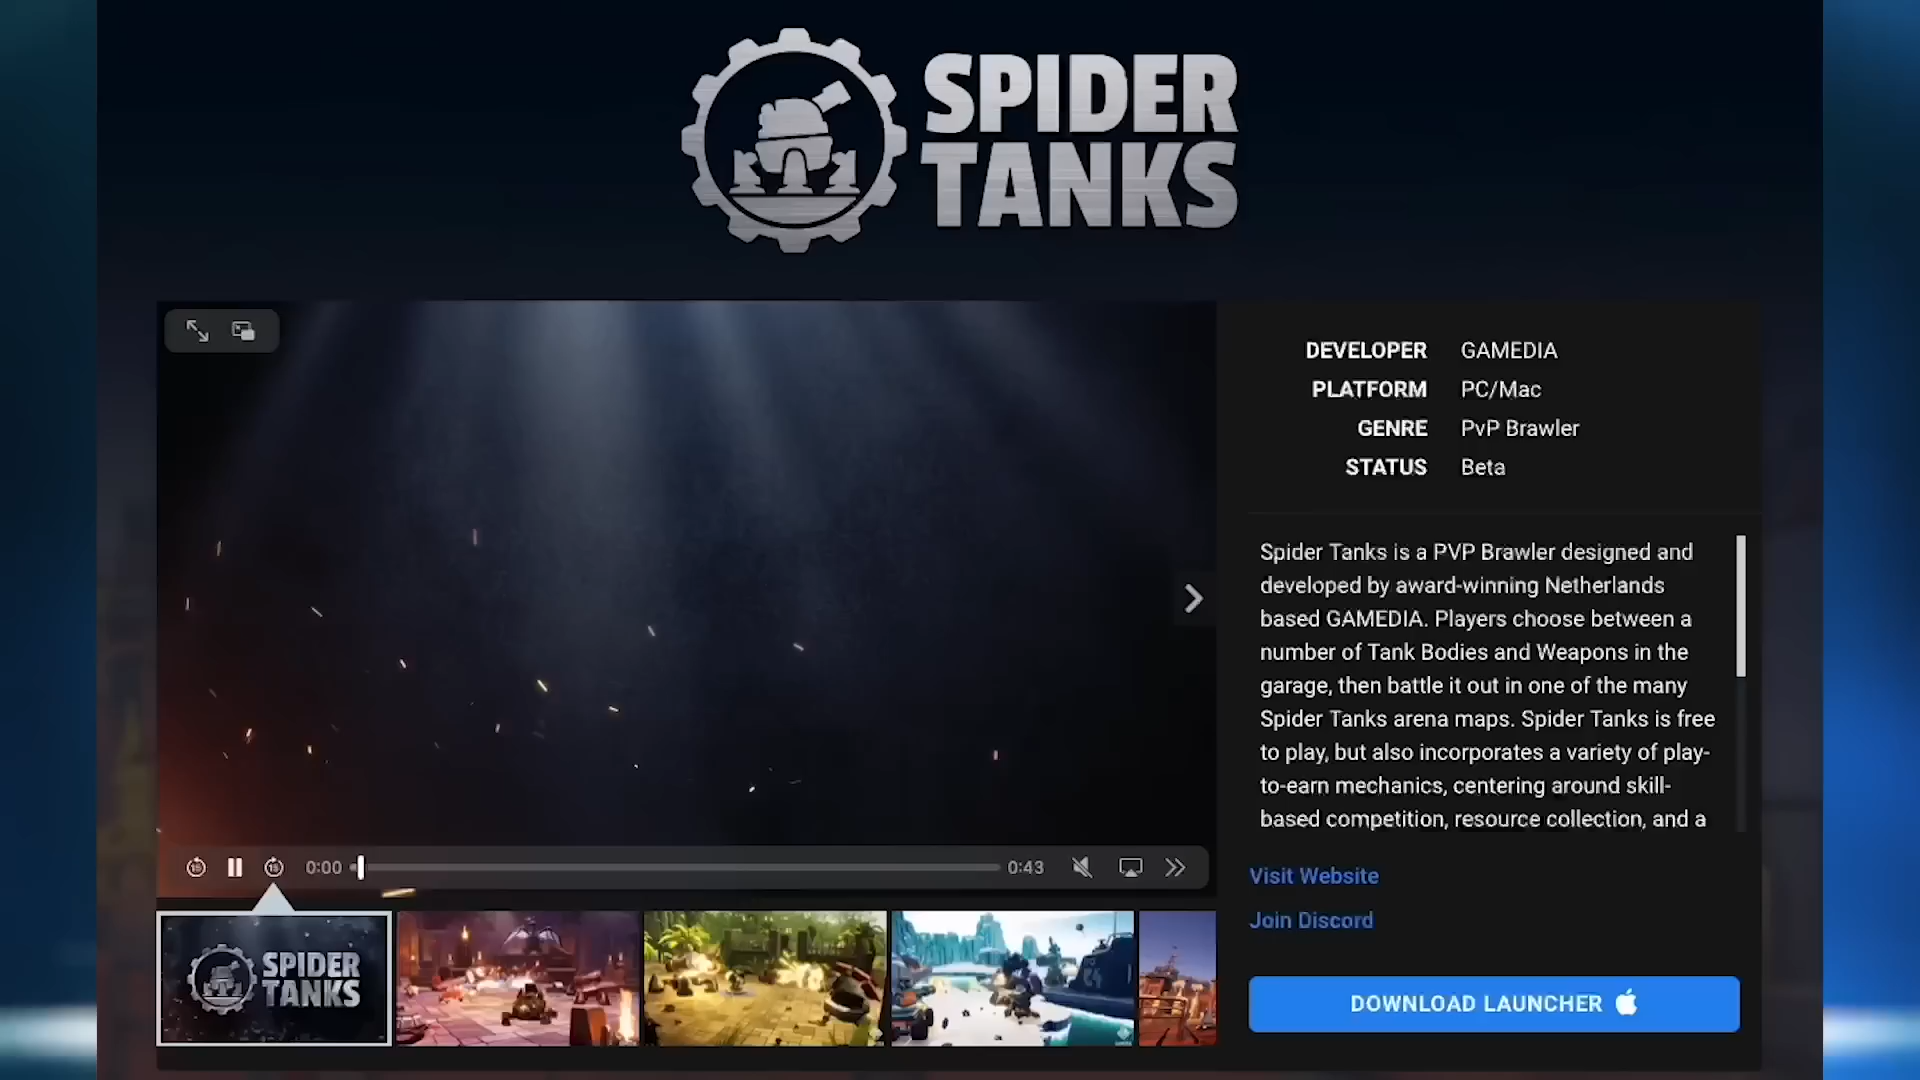 SPIDER
TANKS
DEVELOPER GAMEDIA
PLATFORM PC/Mac
GENRE PvP Brawler
STATUS Beta
Spider Tanks is a PVP Brawler designed and
developed by award-winning Netherlands
based GAMEDIA. Players choose between a
number of Tank Bodies and Weapons in the
garage, then battle it out in one of the many
Spider Tanks arena maps. Spider Tanks is free
to play, but also incorporates a variety of play-
to-earn mechanics, centering around skill-
based competition, resource collection, and a
15
15
0:00
0:43
Visit Website
Join Discord
DOWNLOAD LAUNCHER
SPIDER
TANKS